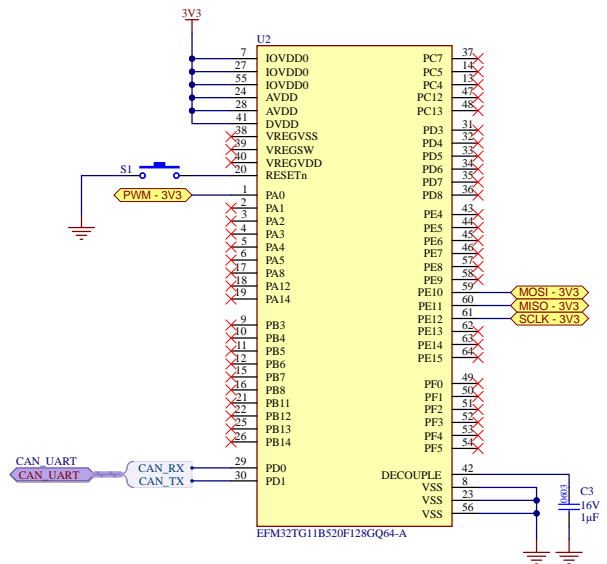 3V3
U2
7 IOVDD0 PC7 37
27 IOVDD0 PC5 14
55 IOVDD0 PC4 13
24 AVDD PC12 47
28 AVDD PC13 48
41 DVDD
38 VREGVSS PD3 31
39 VREGSW PD4 32
40 VREGVDD PD5 33
S1 20 RESETn PD6 34
PD7 35
PWM - 3V3 1 PA0 PD8 36
2 PA1
3 PA2 PE4 43
4 PA3 PE5 44
5 PA4 PE6 45
6 PA5 PE7 46
17 PA8 PE8 57
18 PA12 PE9 58
19 PA14 PE10 59 MOSI - 3V3
PE11 60 MISO - 3V3
9 PB3 PE12 61 SCLK - 3V3
10 PB4 PE13 62
11 PB5 PE14 63
12 PB6 PE15 64
15 PB7
16 PB8 PF0 49
21 PB11 PF1 50
22 PB12 PF2 51
25 PB13 PF3 52
26 PB14 PF4 53
PF5 54
CAN_UART
CAN_UART CAN_RX 29 PD0
CAN_TX 30 PD1
DECOUPLE 42
VSS 8
VSS 23
VSS 56
0603
C3
16V
1µF
EFM32TG11B520F128GQ64-A